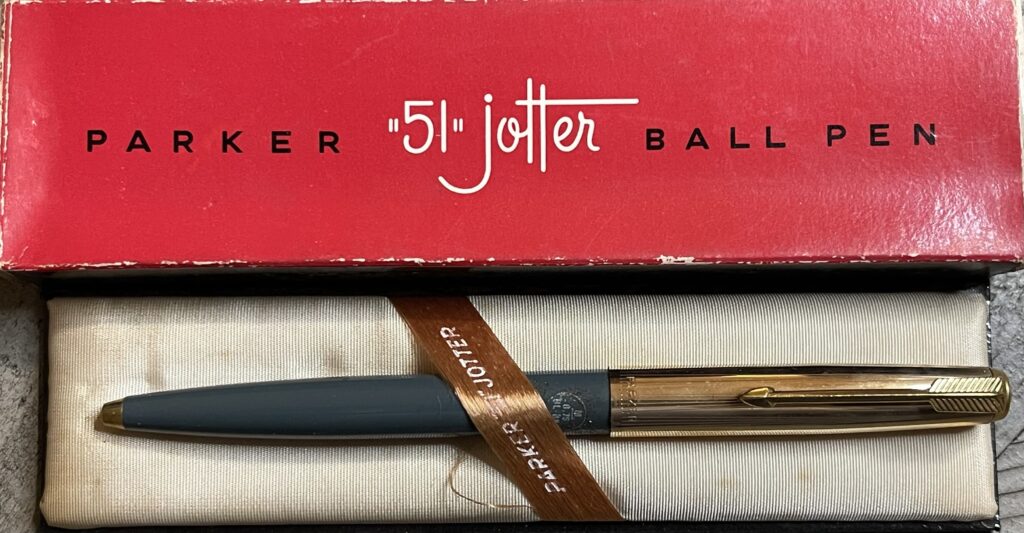 PARKER "51" jotter BALL PEN
PARKER "51" JOTTER